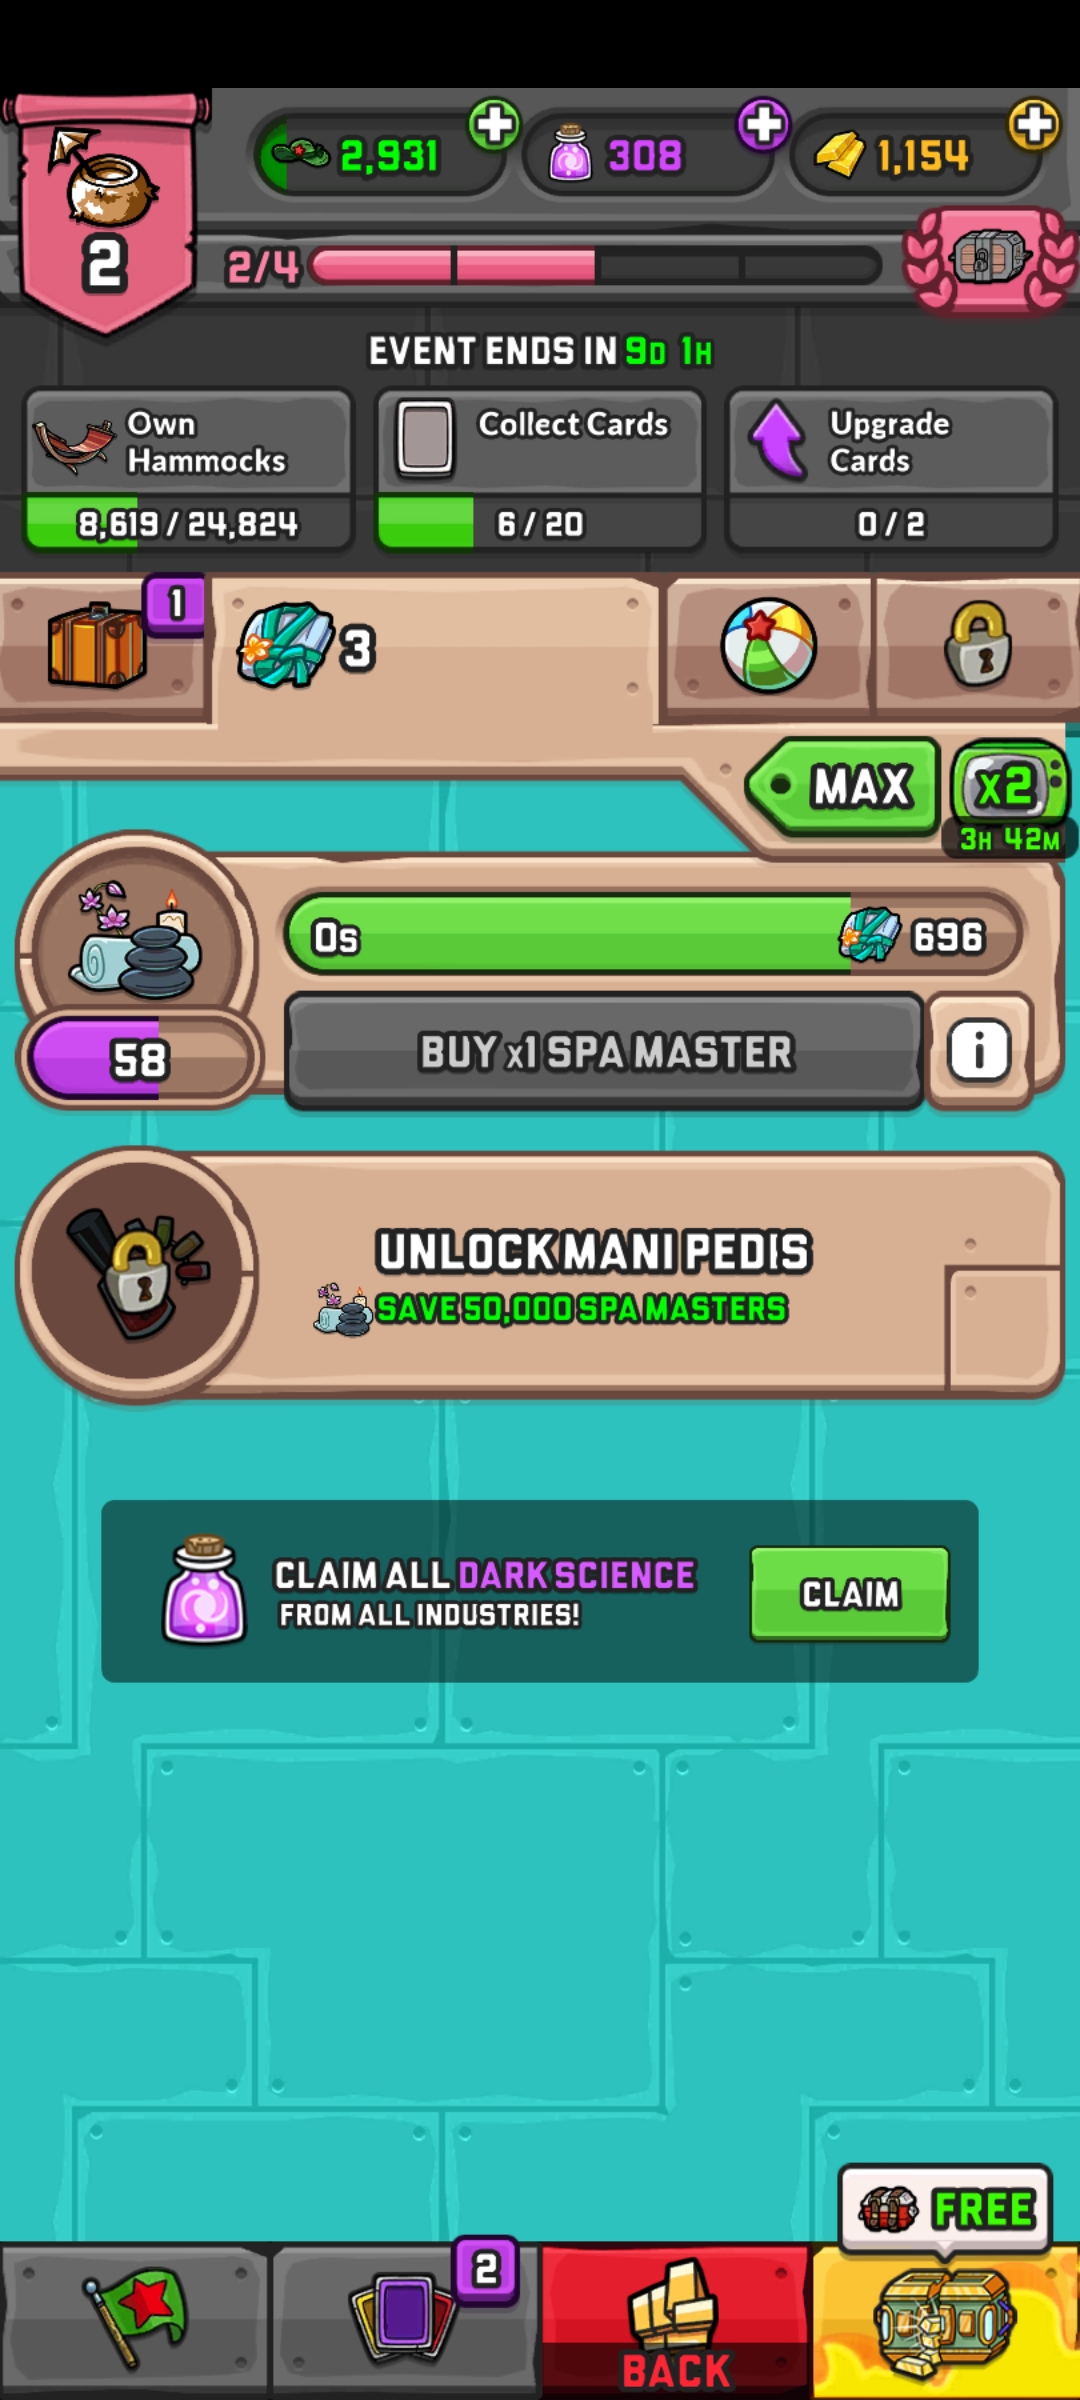 2,931
308
1,154
2
2/4
EVENT ENDS IN 9D 1H
Own
Hammocks
8,619 / 24,824
Collect Cards
6 / 20
Upgrade
Cards
0 / 2
1
3
MAX
x2
3H 42M
0s
696
58
BUY x1 SPA MASTER
i
UNLOCK MANI PEDIS
SAVE 50,000 SPA MASTERS
CLAIM ALL DARK SCIENCE
FROM ALL INDUSTRIES!
CLAIM
FREE
2
BACK